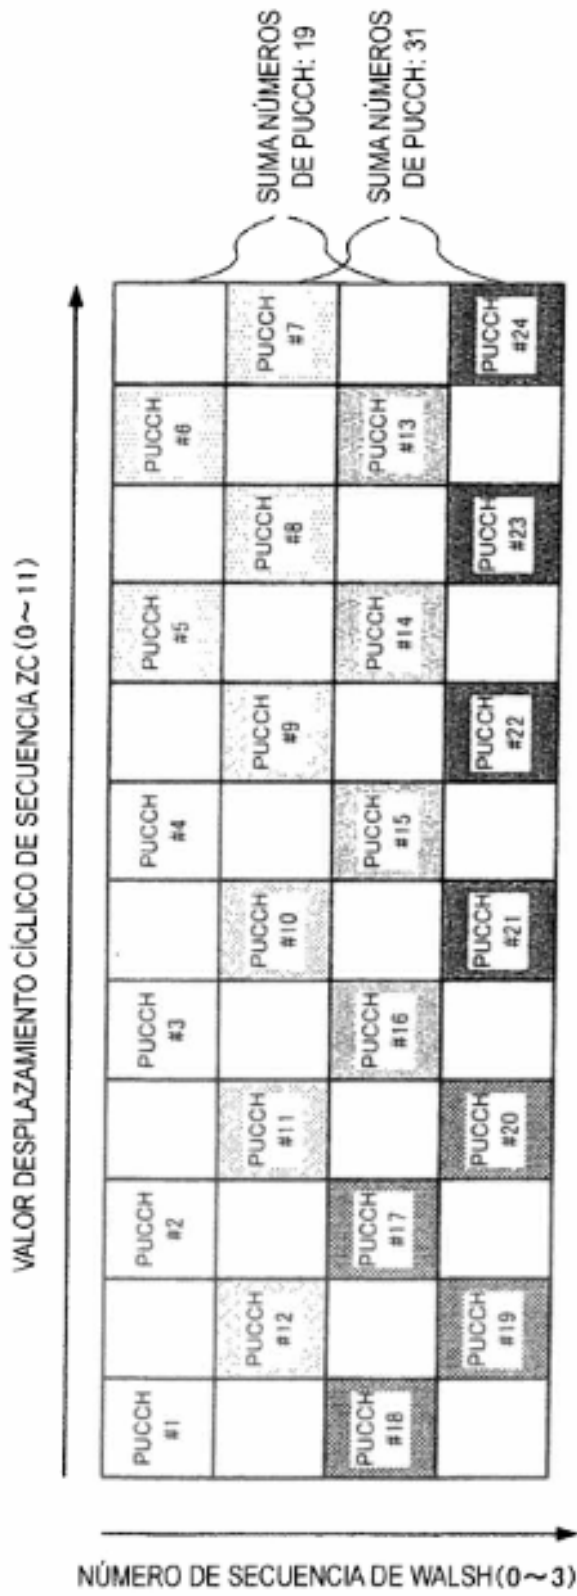 VALOR DESPLAZAMIENTO CÍCLICO DE SECUENCIA ZC (0~11)
NÚMERO DE SECUENCIA DE WALSH (0~3)
PUCCH
#1
PUCCH
#2
PUCCH
#3
PUCCH
#4
PUCCH
#5
PUCCH
#6
PUCCH
#12
PUCCH
#11
PUCCH
#10
PUCCH
#9
PUCCH
#8
PUCCH
#7
PUCCH
#18
PUCCH
#17
PUCCH
#16
PUCCH
#15
PUCCH
#14
PUCCH
#13
PUCCH
#19
PUCCH
#20
PUCCH
#21
PUCCH
#22
PUCCH
#23
PUCCH
#24
SUMA NÚMEROS
DE PUCCH: 19
SUMA NÚMEROS
DE PUCCH: 31